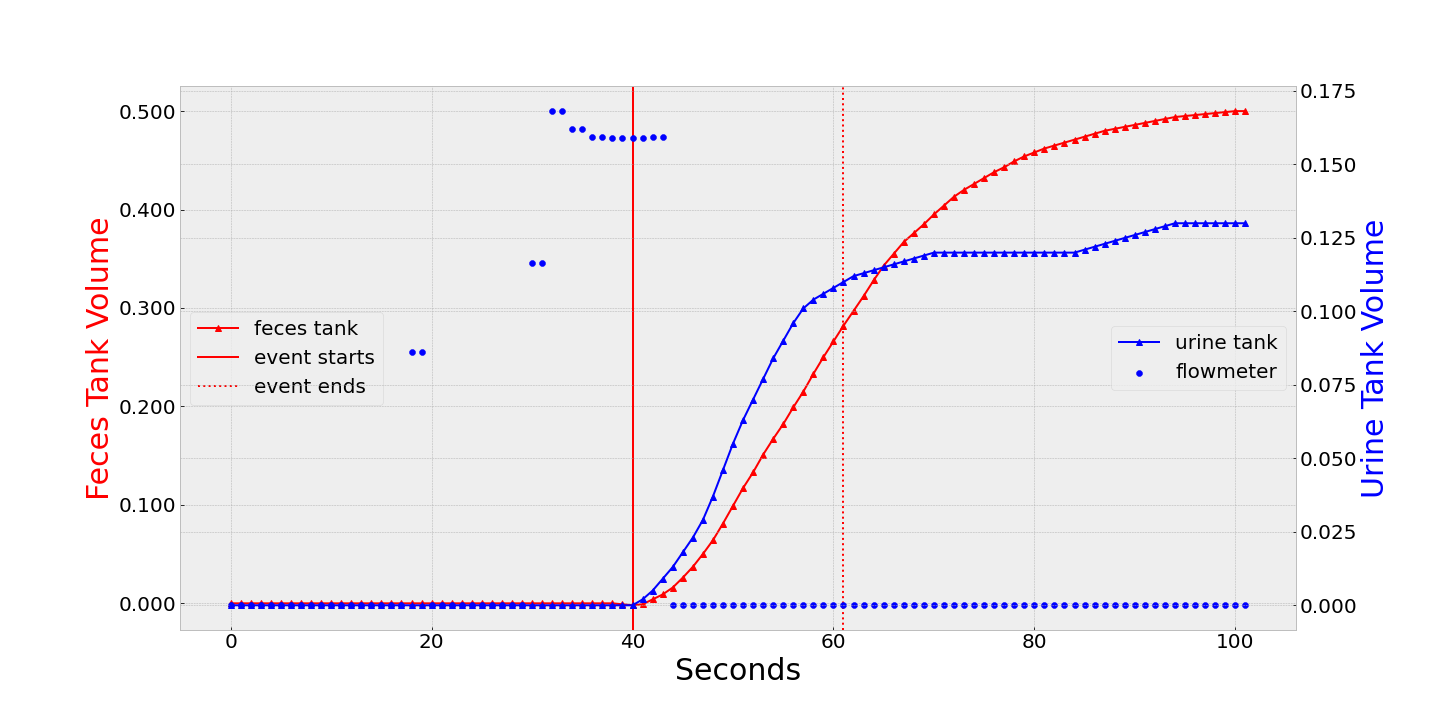 0.500
0.400
0.300
0.200
0.100
0.000
Feces Tank Volume
feces tank
event starts
event ends
urine tank
flowmeter
0.175
0.150
0.125
0.100
0.075
0.050
0.025
0.000
Urine Tank Volume
0 20 40 60 80 100
Seconds